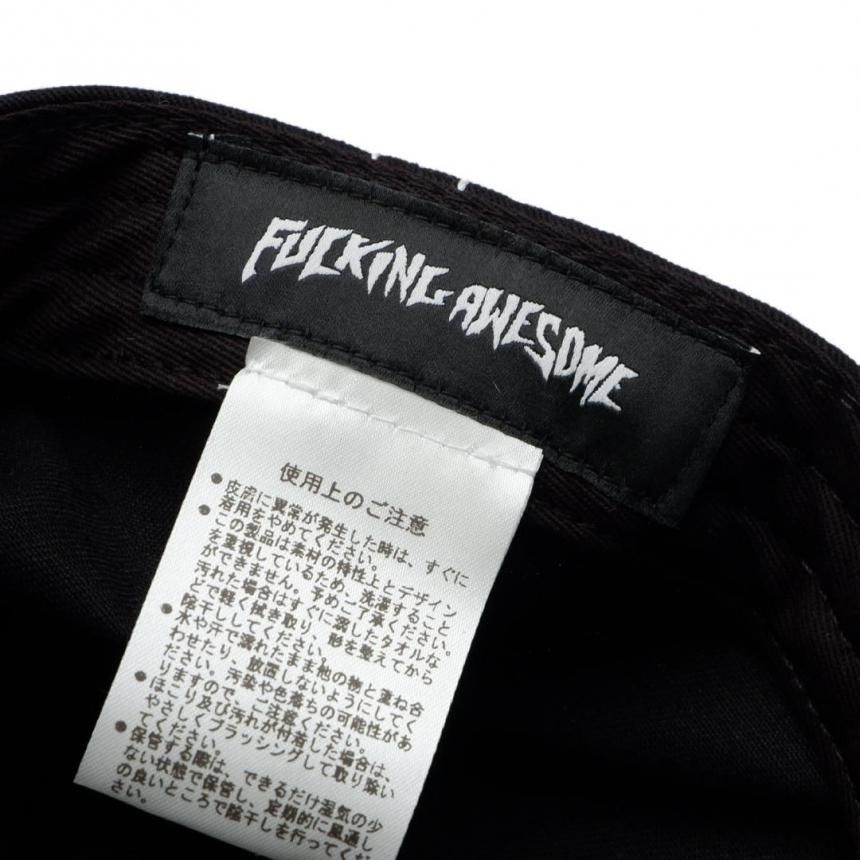 FUCKING AWESOME
使用上のご注意
● 皮膚に異常が発生した時は、すぐに
着用をやめてください。
● この製品は素材の特性上とデザイン
を重視しているため、洗濯すること
ができません。予めご了承ください。
汚れた場合はすぐに濡したタオルな
どで軽く拭き取り、形を整えてから
陰干ししてください。
● 水や汗で濡れたまま他の物と重ね合
わせたり、放置しないようにしてく
ださい。汚染や色落ちの可能性があ
りますので、ご注意ください。
● ほこり及び汚れが付着した場合は、
やさしくブラッシングして取り除い
てください。
● 保管する際は、できるだけ湿気の少
ない状態で保管し、定期的に風通し
の良いところで陰干しを行ってくだ
さい。